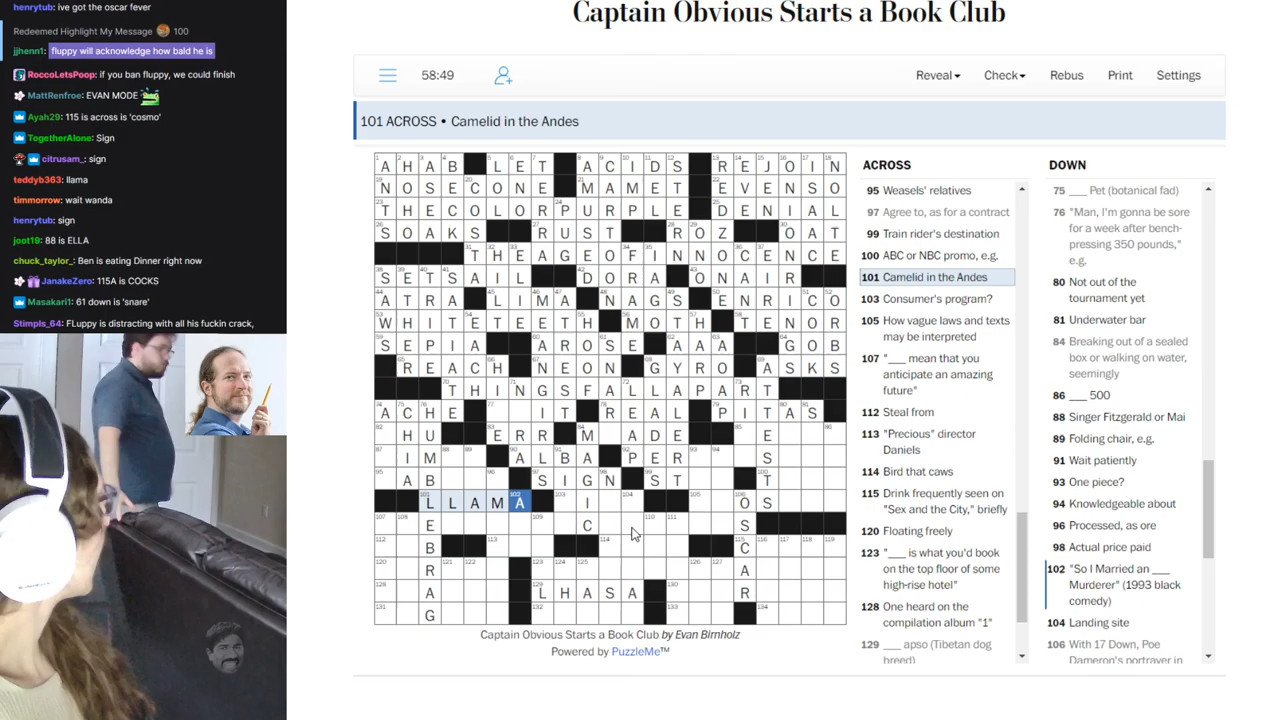 henrytub: ive got the oscar fever
Redeemed Highlight My Message 100
jjhenn1: fluppy will acknowledge how bald he is
RoccoLetsPoop: if you ban fluppy, we could finish
MattRenfroe: EVAN MODE
Ayah29: 115 is across is 'cosmo'
TogetherAlone: Sign
citrusam_: sign
teddyb363: llama
timmorrow: wait wanda
henrytub: sign
joot19: 88 is ELLA
chuck_taylor_: Ben is eating Dinner right now
JanakeZero: 115A is COCKS
Masakari1: 61 down is 'snare'
Stimpls_64: FLuppy is distracting with all his fuckin crack,
Captain Obvious Starts a Book Club
58:49
Reveal
Check
Rebus
Print
Settings
101 ACROSS • Camelid in the Andes
A H A B L E T A C I D S R E J O I N
N O S E C O N E M A M E T E V E N S O
T H E C O L O R P U R P L E D E N I A L
S O A K S R U S T R O Z O A T
T H E A G E O F I N N O C E N C E
S E T S A I L D O R A O N A I R
A T R A L I M A N A G S E N R I C O
W H I T E T E E T H M O T H T E N O R
S E P I A A R O S E A A A G O B
R E A C H N E O N G Y R O A S K S
T H I N G S F A L L A P A R T
A C H E I T R E A L P I T A S
H U E R R M A D E E
I M A L B A P E R S
A B S I G N S T T
L L A M A I O
E C S
B C
R A
A L H A S A R
G
Captain Obvious Starts a Book Club by Evan Birnholz
Powered by PuzzleMe™
ACROSS
95 Weasels' relatives
97 Agree to, as for a contract
99 Train rider's destination
100 ABC or NBC promo, e.g.
101 Camelid in the Andes
103 Consumer's program?
105 How vague laws and texts
may be interpreted
107 "___ mean that you
anticipate an amazing
future"
112 Steal from
113 "Precious" director
Daniels
114 Bird that caws
115 Drink frequently seen on
"Sex and the City," briefly
120 Floating freely
123 "___ is what you'd book
on the top floor of some
high-rise hotel"
128 One heard on the
compilation album "1"
129 ___ apso (Tibetan dog
breed)
DOWN
75 ___ Pet (botanical fad)
76 "Man, I'm gonna be sore
for a week after bench-
pressing 350 pounds,"
e.g.
80 Not out of the
tournament yet
81 Underwater bar
84 Breaking out of a sealed
box or walking on water,
seemingly
86 ___ 500
88 Singer Fitzgerald or Mai
89 Folding chair, e.g.
91 Wait patiently
93 One piece?
94 Knowledgeable about
96 Processed, as ore
98 Actual price paid
102 "So I Married an ___
Murderer" (1993 black
comedy)
104 Landing site
106 With 17 Down, Poe
Dameron's portrayer in